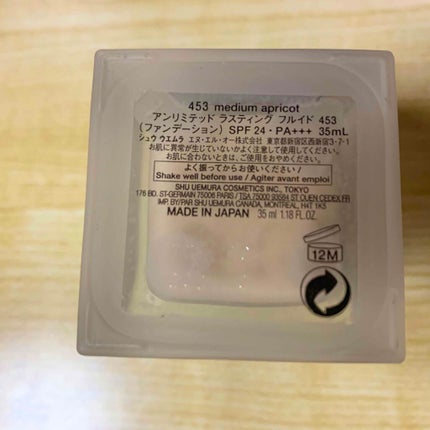 453 medium apricot
アンリミテッド ラスティング フルイド 453
(ファンデーション) SPF 24・PA+++ 35mL
シュウ ウエムラ エヌ・エル・オー株式会社 東京都新宿区西新宿3-7-1
お肌に異常が生じていないかよく注意して使用してください。
お肌に合わないときは、ご使用をおやめください。
よく振ってからお使いください/
Shake well before use / Agiter avant emploi
SHU UEMURA COSMETICS INC., TOKYO
176 BD. ST-GERMAIN 75006 PARIS / TSA 75000 93584 ST. OUEN CEDEX, FR
IMP. BY/PAR SHU UEMURA CANADA, MONTREAL, H4T 1K5
MADE IN JAPAN 35 ml 1.18 FL.OZ.
12M